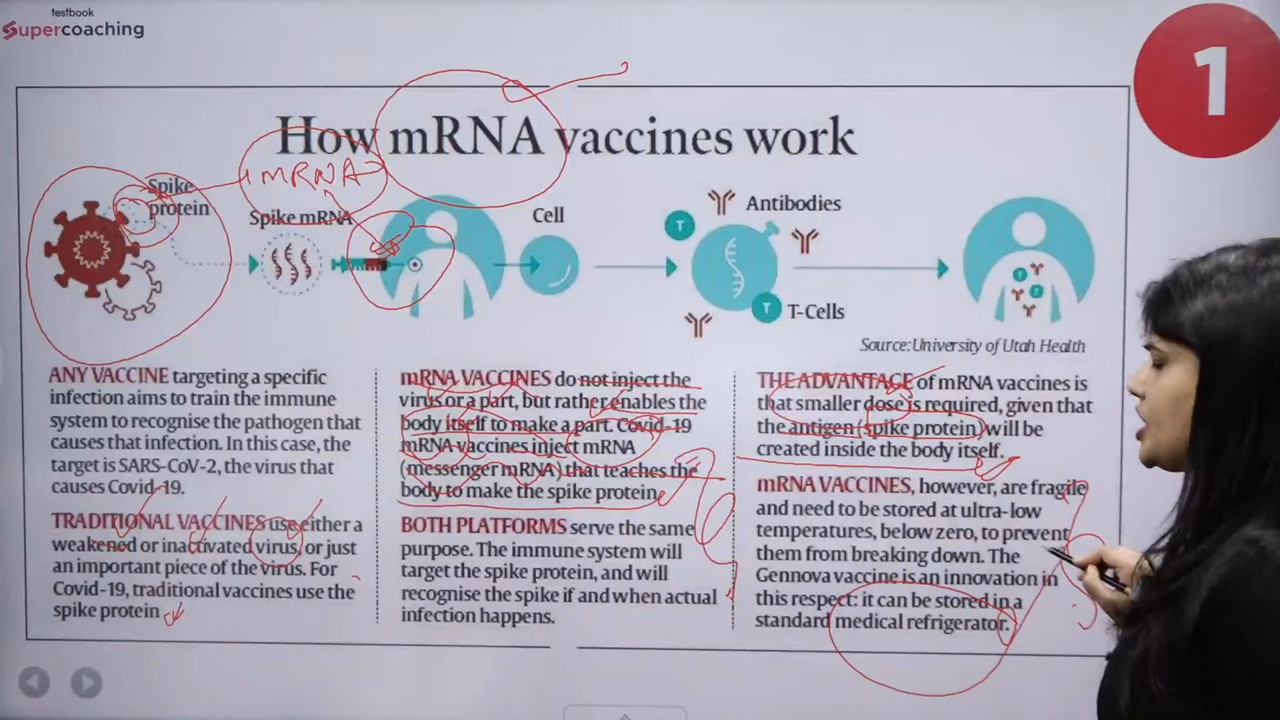 testbook
Supercoaching
1
How mRNA vaccines work
mRNA
Spike
protein
Spike mRNA
Cell
Antibodies
T
T
T-Cells
T
T
Source:University of Utah Health
ANY VACCINE targeting a specific
infection aims to train the immune
system to recognise the pathogen that
causes that infection. In this case, the
target is SARS-CoV-2, the virus that
causes Covid-19.
TRADITIONAL VACCINES use either a
weakened or inactivated virus, or just
an important piece of the virus. For
Covid-19, traditional vaccines use the
spike protein
mRNA VACCINES do not inject the
virus or a part, but rather enables the
body itself to make a part. Covid-19
mRNA vaccines inject mRNA
(messenger mRNA) that teaches the
body to make the spike protein
BOTH PLATFORMS serve the same
purpose. The immune system will
target the spike protein, and will
recognise the spike if and when actual
infection happens.
THE ADVANTAGE of mRNA vaccines is
that smaller dose is required, given that
the antigen (spike protein) will be
created inside the body itself.
mRNA VACCINES, however, are fragile
and need to be stored at ultra-low
temperatures, below zero, to prevent
them from breaking down. The
Gennova vaccine is an innovation in
this respect: it can be stored in a
standard medical refrigerator.